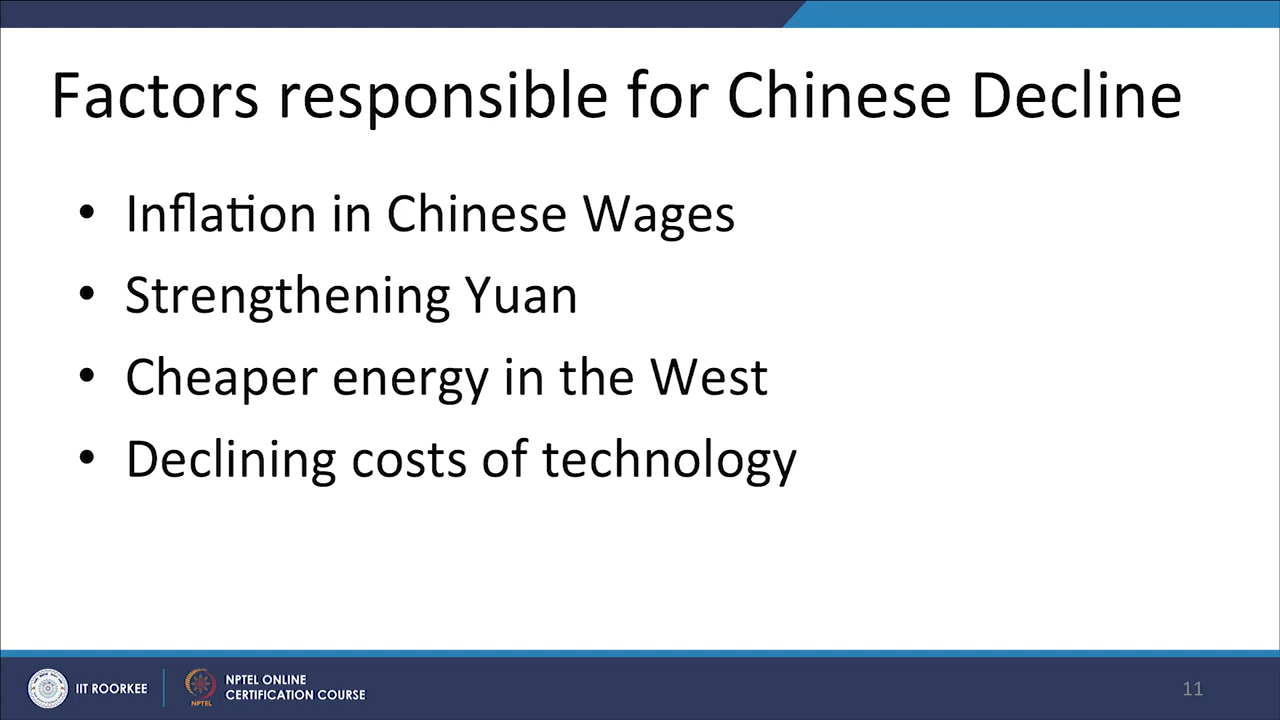 Factors responsible for Chinese Decline
• Inflation in Chinese Wages
• Strengthening Yuan
• Cheaper energy in the West
• Declining costs of technology
IIT ROORKEE
NPTEL
NPTEL ONLINE
CERTIFICATION COURSE
11